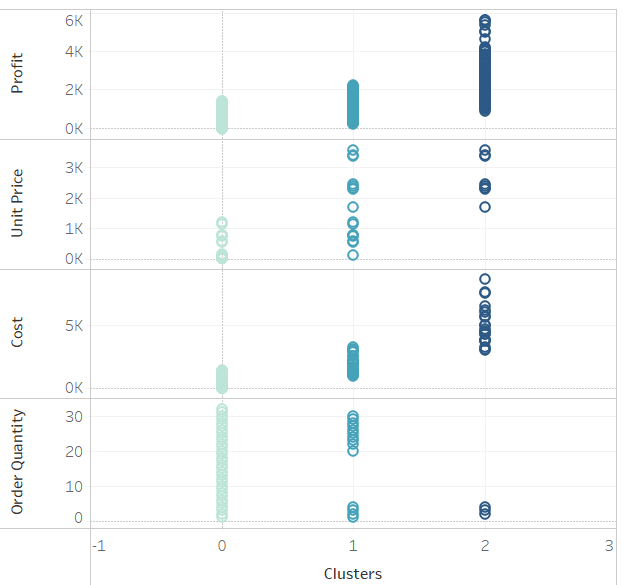 Profit
6K
4K
2K
0K
Unit Price
3K
2K
1K
0K
Cost
5K
0K
Order Quantity
30
20
10
0
-1 0 1 2 3
Clusters